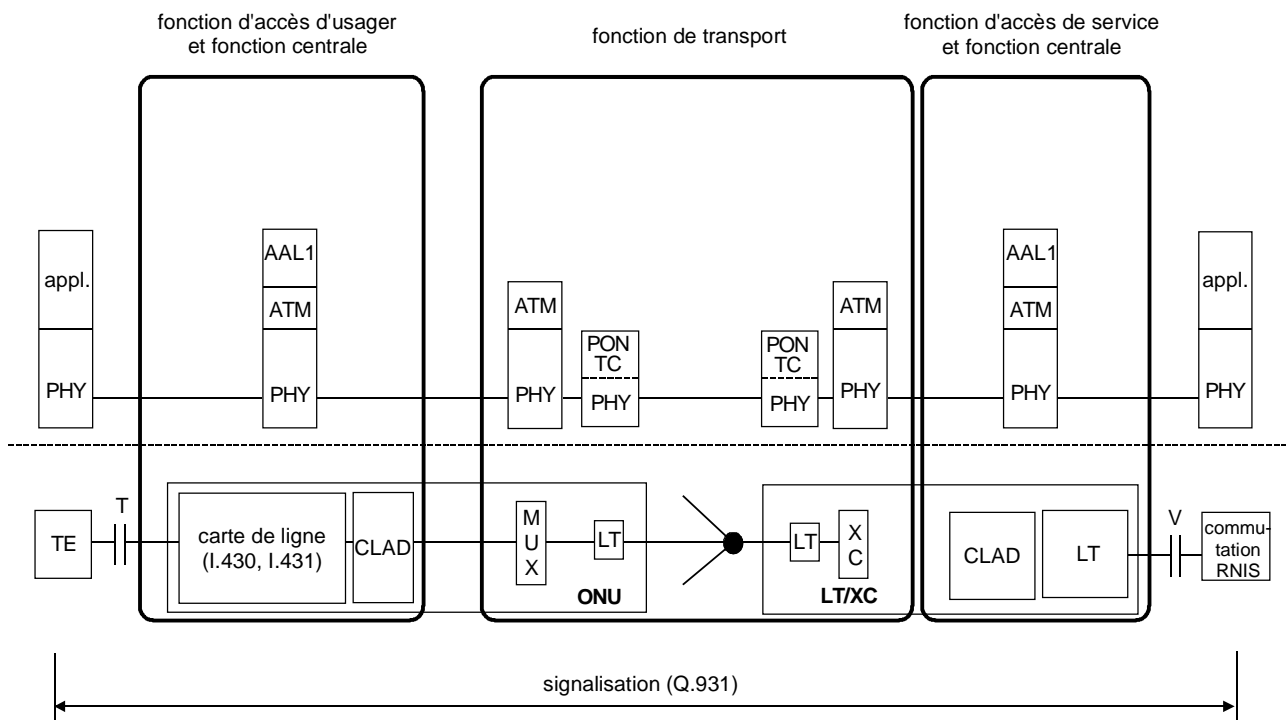 fonction d'accès d'usager
et fonction centrale
fonction de transport
fonction d'accès de service
et fonction centrale
appl.
PHY
AAL1
ATM
PHY
ATM
PHY
PON
TC
PHY
PON
TC
PHY
ATM
PHY
AAL1
ATM
PHY
appl.
PHY
TE
T
carte de ligne
(I.430, I.431)
CLAD
M
U
X
LT
ONU
LT
X
C
LT/XC
CLAD
LT
V
commu-
tation
RNIS
signalisation (Q.931)